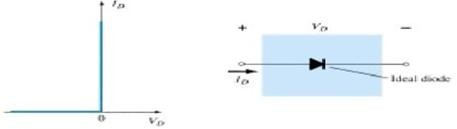 I_D
0
V_D
+
V_D
−
I_D
Ideal diode